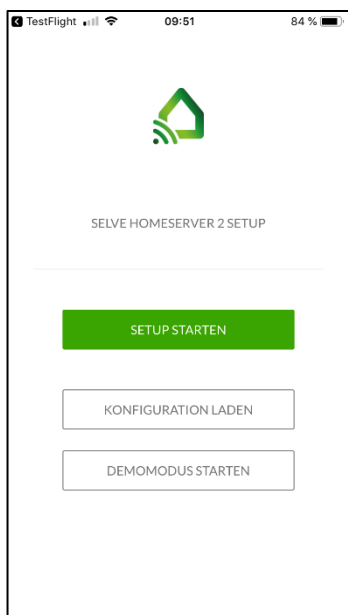 TestFlight 09:51 84 %
SELVE HOMESERVER 2 SETUP
SETUP STARTEN
KONFIGURATION LADEN
DEMOMODUS STARTEN